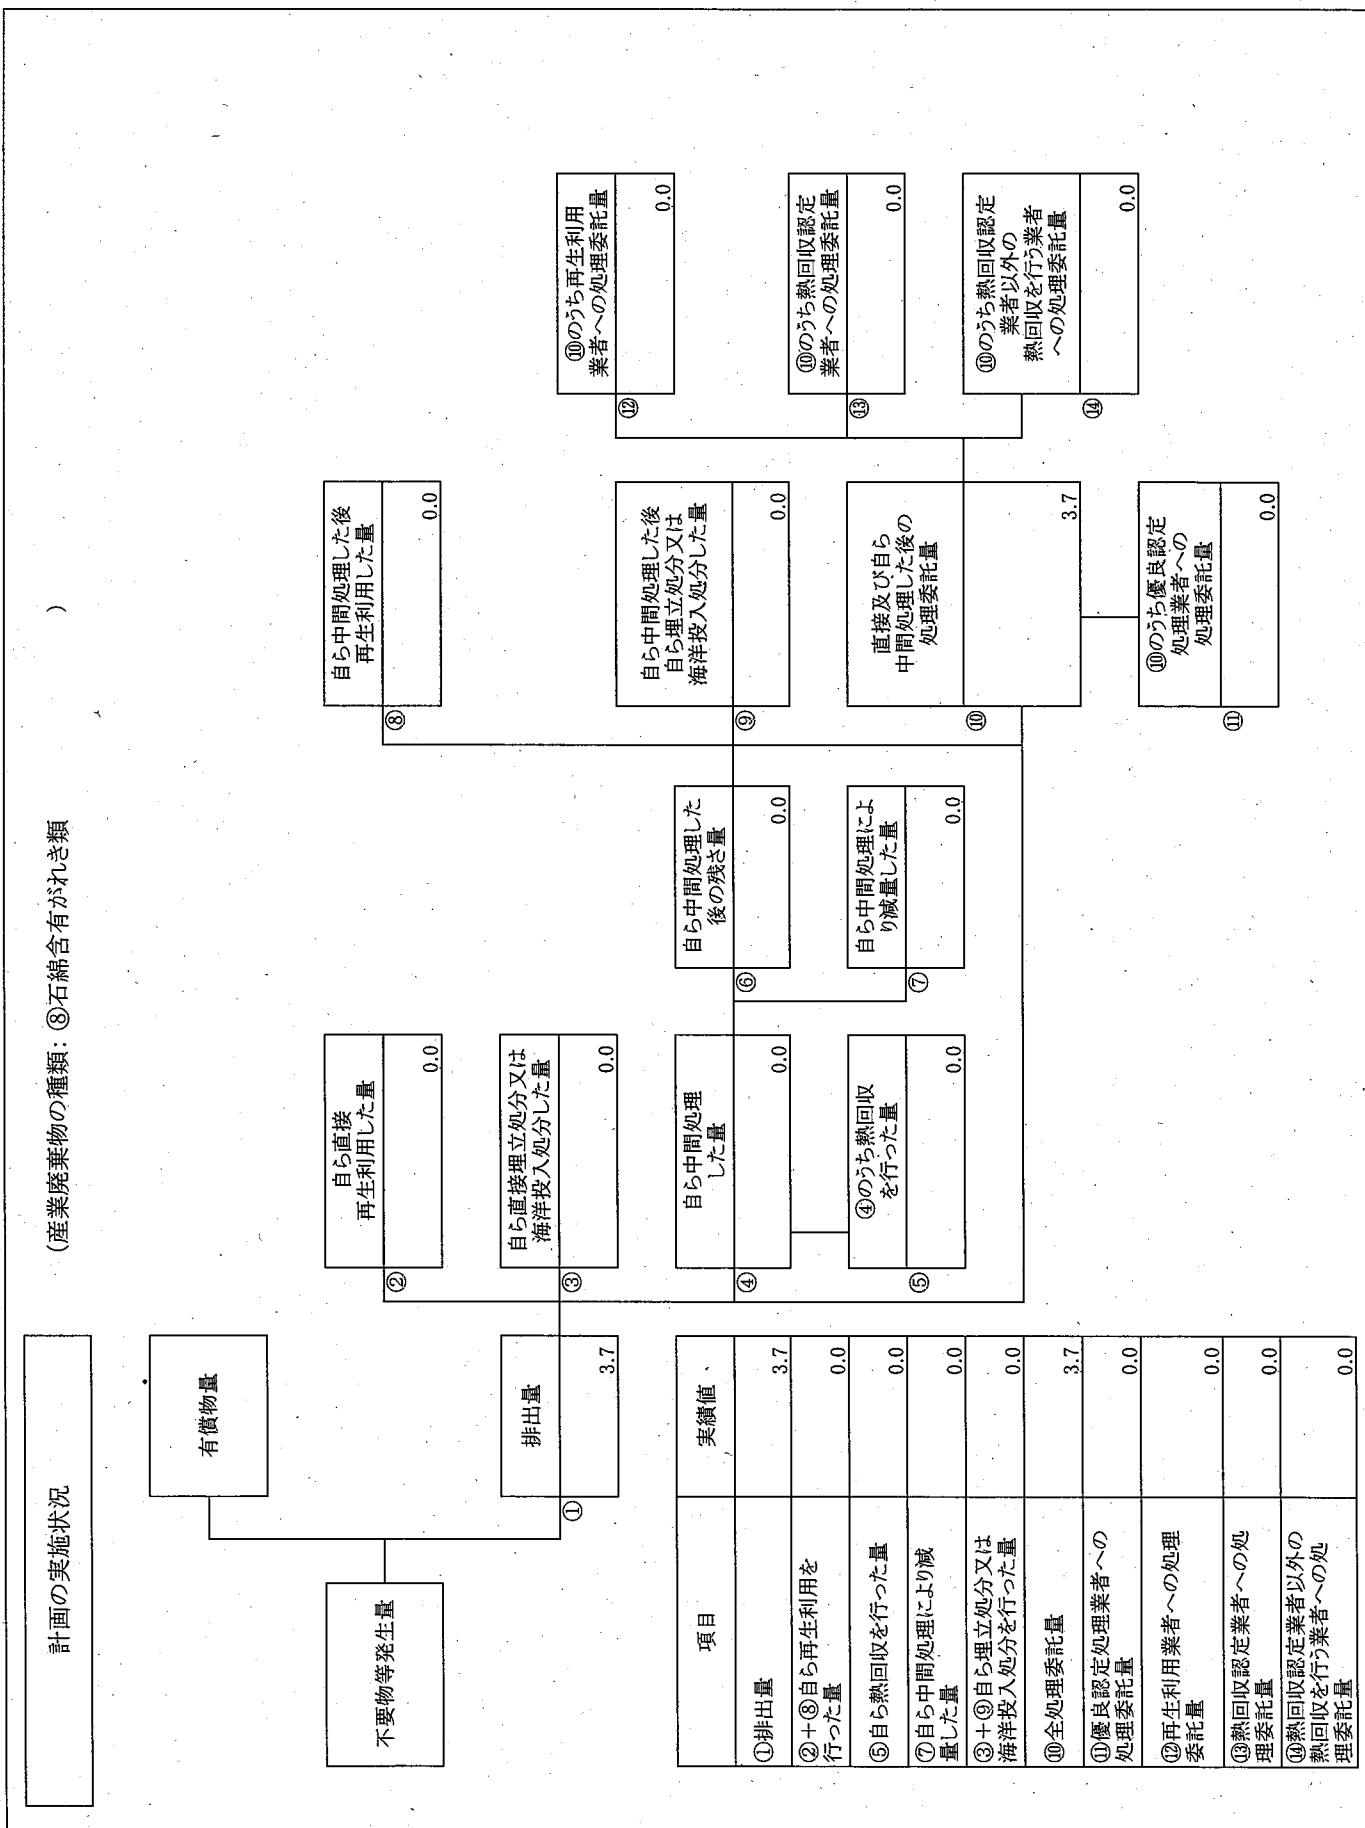 計画の実施状況
(産業廃棄物の種類：⑧石綿含有がれき類　　　　　)
不要物等発生量
有償物量
①
排出量
3.7
②
自ら直接
再生利用した量
0.0
③
自ら直接埋立処分又は
海洋投入処分した量
0.0
④
自ら中間処理
した量
0.0
⑤
④のうち熱回収
を行った量
0.0
⑥
自ら中間処理した
後の残さ量
0.0
⑦
自ら中間処理によ
り減量した量
0.0
⑧
自ら中間処理した後
再生利用した量
0.0
⑨
自ら中間処理した後
自ら埋立処分又は
海洋投入処分した量
0.0
⑩
直接及び自ら
中間処理した後の
処理委託量
3.7
⑪
⑩のうち優良認定
処理業者への
処理委託量
0.0
⑫
⑩のうち再生利用
業者への処理委託量
0.0
⑬
⑩のうち熱回収認定
業者への処理委託量
0.0
⑭
⑩のうち熱回収認定
業者以外の
熱回収を行う業者
への処理委託量
0.0
項目 実績値
①排出量 3.7
②＋⑧自ら再生利用を
行った量 0.0
⑤自ら熱回収を行った量 0.0
⑦自ら中間処理により減
量した量 0.0
③＋⑨自ら埋立処分又は
海洋投入処分を行った量 0.0
⑩全処理委託量 3.7
⑪優良認定処理業者への
処理委託量 0.0
⑫再生利用業者への処理
委託量 0.0
⑬熱回収認定業者への処
理委託量 0.0
⑭熱回収認定業者以外の
熱回収を行う業者への処
理委託量 0.0